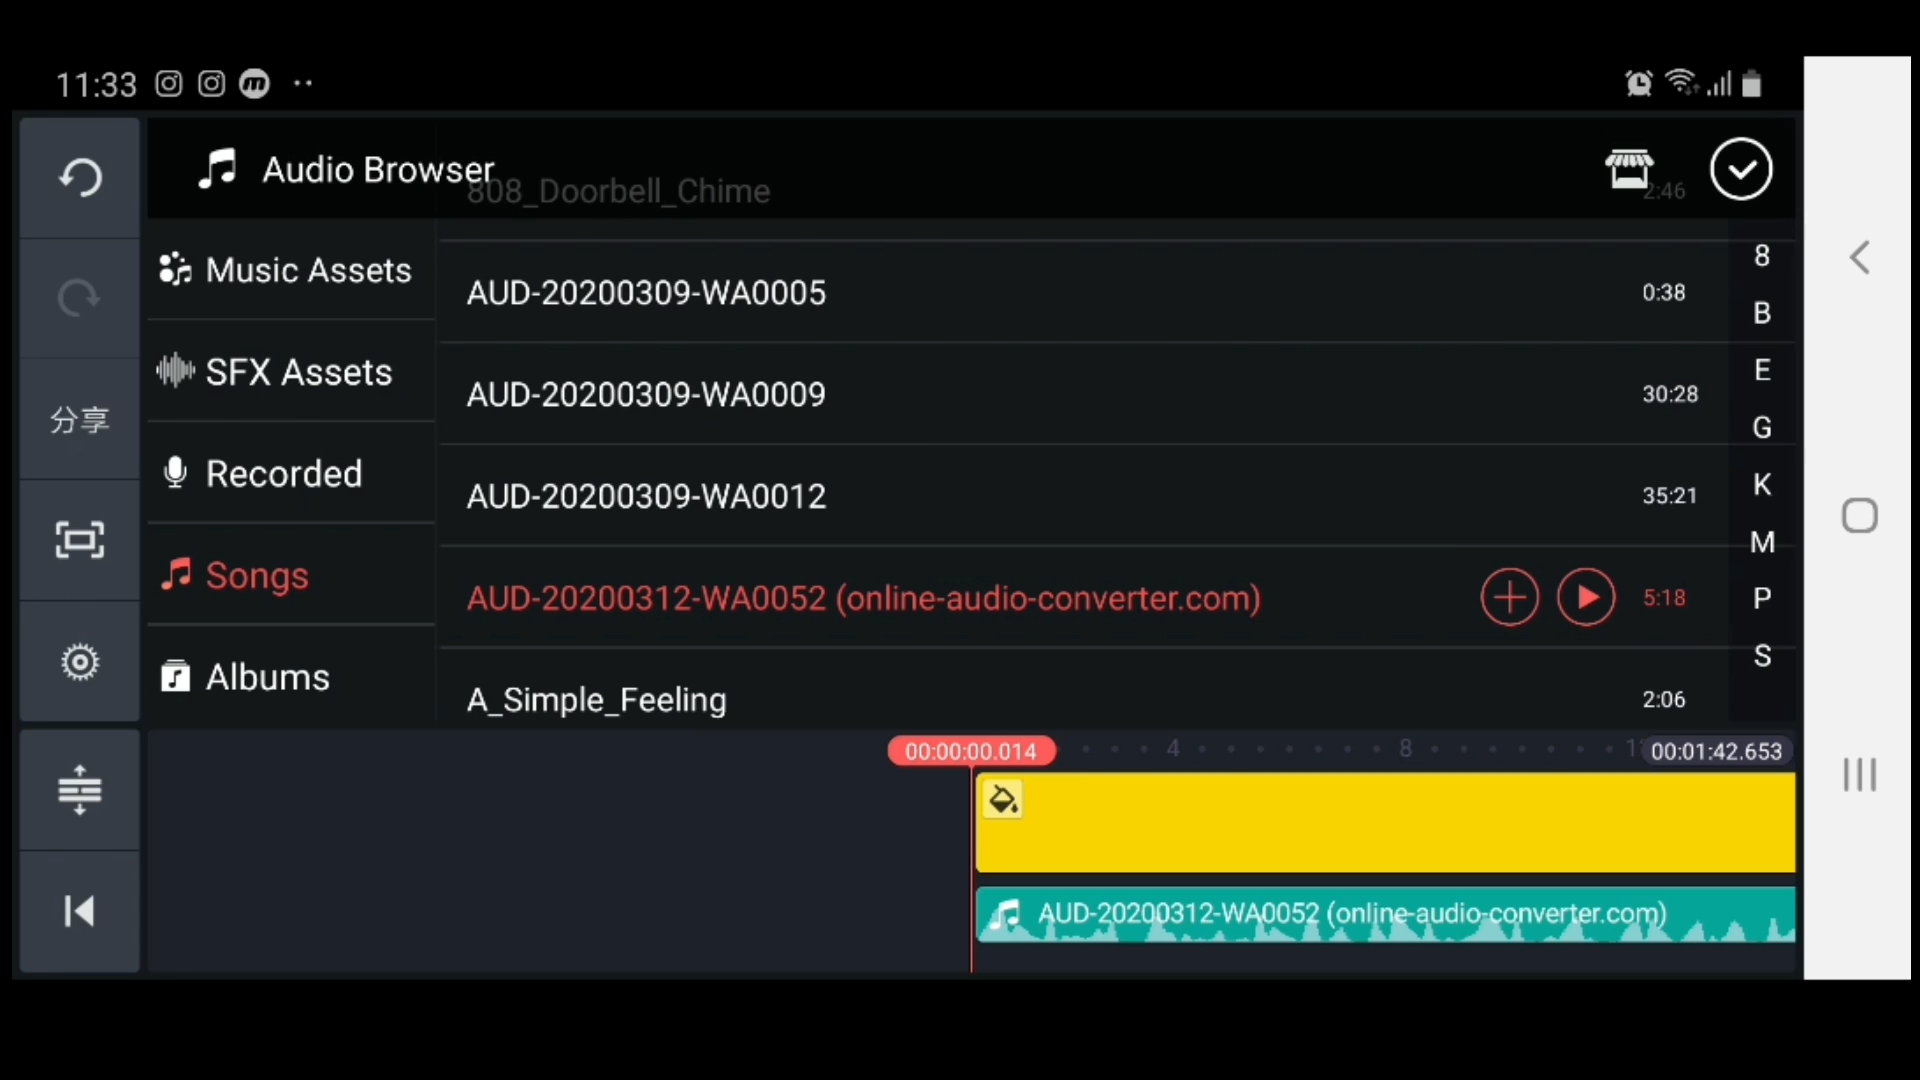 11:33
Audio Browser
808_Doorbell_Chime
2:46
Music Assets
SFX Assets
Recorded
Songs
Albums
AUD-20200309-WA0005
0:38
AUD-20200309-WA0009
30:28
AUD-20200309-WA0012
35:21
AUD-20200312-WA0052 (online-audio-converter.com)
5:18
A_Simple_Feeling
2:06
8
B
E
G
K
M
P
S
分享
00:00:00.014
4
8
00:01:42.653
AUD-20200312-WA0052 (online-audio-converter.com)